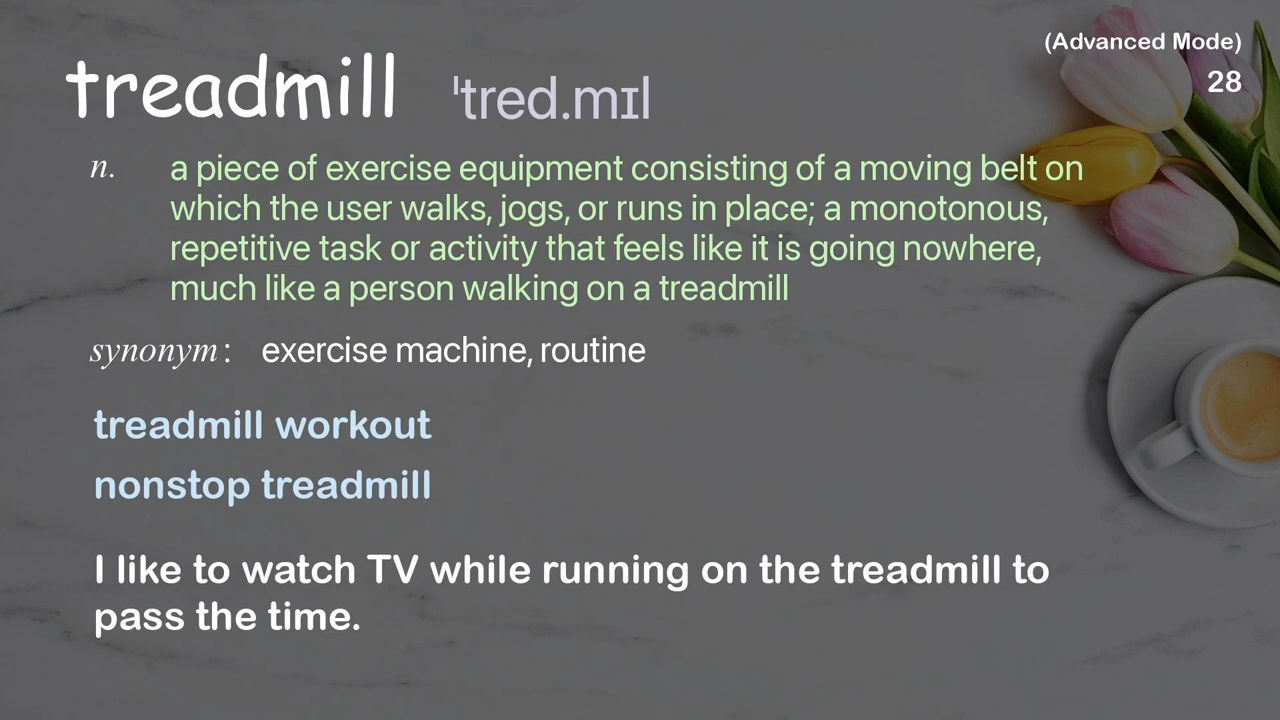 (Advanced Mode)
28
treadmill ˈtred.mɪl
n. a piece of exercise equipment consisting of a moving belt on
which the user walks, jogs, or runs in place; a monotonous,
repetitive task or activity that feels like it is going nowhere,
much like a person walking on a treadmill
synonym: exercise machine, routine
treadmill workout
nonstop treadmill
I like to watch TV while running on the treadmill to
pass the time.